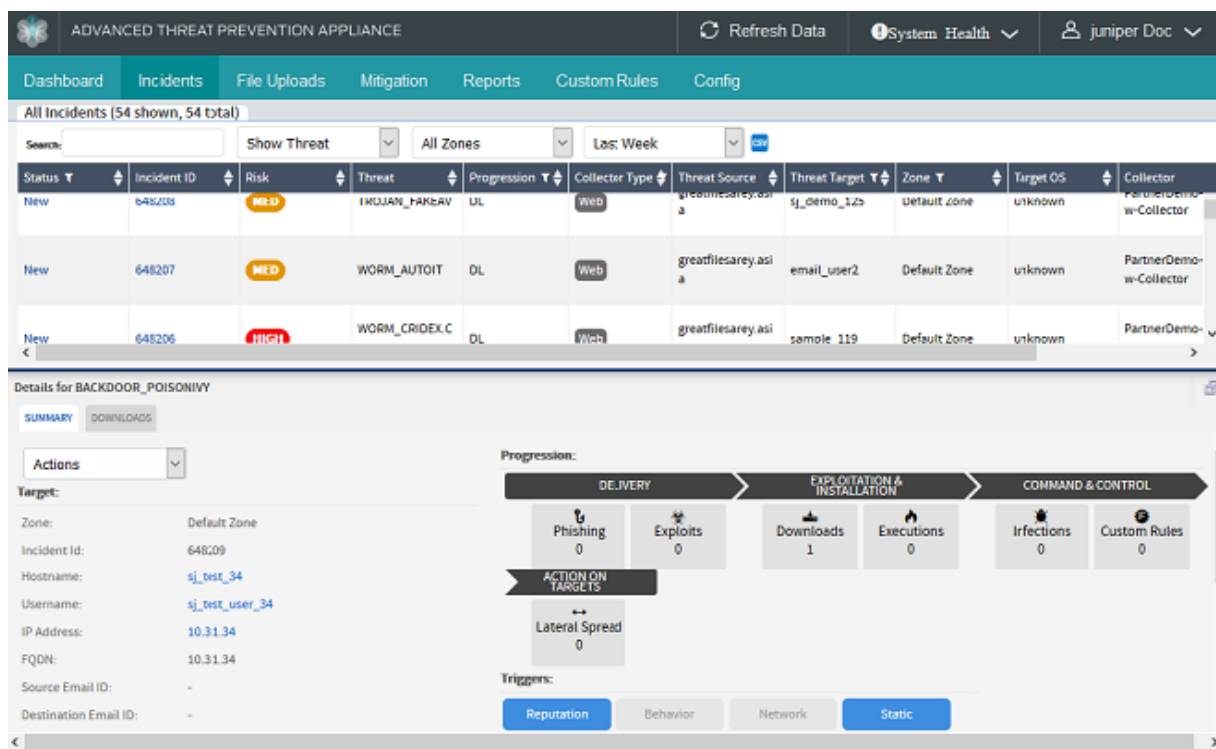 ADVANCED THREAT PREVENTION APPLIANCE Refresh Data System Health juniper Doc
Dashboard Incidents File Uploads Mitigation Reports Custom Rules Config
All Incidents (54 shown, 54 total)
Search: Show Threat All Zones Last Week CSV
Status Incident ID Risk Threat Progression Collector Type Threat Source Threat Target Zone Target OS Collector
New 648208 MED TROJAN_FAKEAV DL Web greatfilesarey.asi sj_demo_125 Default Zone unknown PartnerDemo-
a w-Collector
New 648207 MED WORM_AUTOIT DL Web greatfilesarey.asi email_user2 Default Zone unknown PartnerDemo-
a w-Collector
New 648206 HIGH WORM_CRIDEX.C DL Web greatfilesarey.asi sample_119 Default Zone unknown PartnerDemo-
Details for BACKDOOR_POISONIVY
SUMMARY DOWNLOADS
Actions
Target:
Zone: Default Zone
Incident Id: 648209
Hostname: sj_test_34
Username: sj_test_user_34
IP Address: 10.31.34
FQDN: 10.31.34
Source Email ID: -
Destination Email ID: -
Progression:
DELIVERY
Phishing
0
Exploits
0
EXPLOITATION &
INSTALLATION
Downloads
1
Executions
0
COMMAND & CONTROL
Infections
0
Custom Rules
0
ACTION ON
TARGETS
Lateral Spread
0
Triggers:
Reputation Behavior Network Static